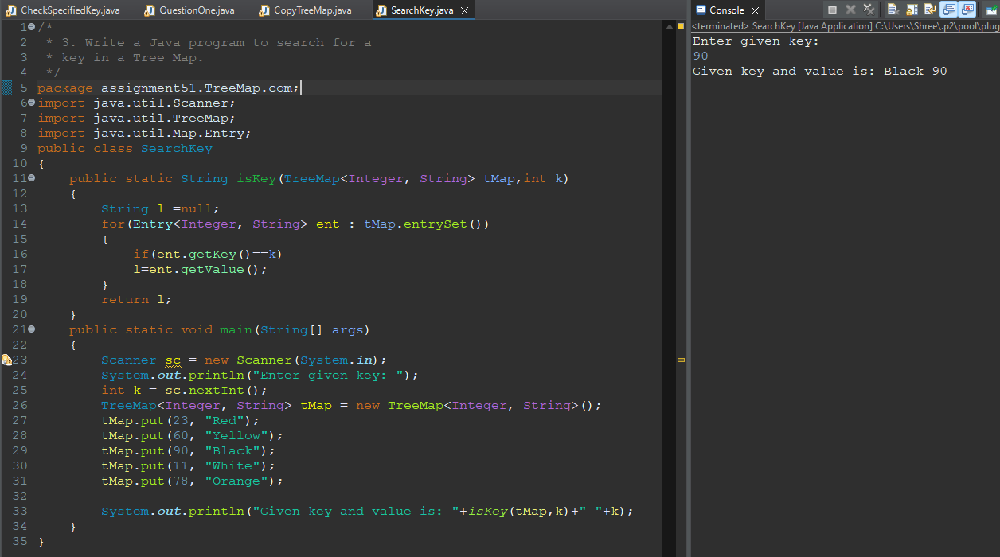 CheckSpecifiedKey.java QuestionOne.java CopyTreeMap.java SearchKey.java
1 /*
2  * 3. Write a Java program to search for a
3  * key in a Tree Map.
4  */
5 package assignment51.TreeMap.com;
6 import java.util.Scanner;
7 import java.util.TreeMap;
8 import java.util.Map.Entry;
9 public class SearchKey
10 {
11     public static String isKey(TreeMap<Integer, String> tMap,int k)
12     {
13         String l =null;
14         for(Entry<Integer, String> ent : tMap.entrySet())
15         {
16             if(ent.getKey()==k)
17             l=ent.getValue();
18         }
19         return l;
20     }
21     public static void main(String[] args)
22     {
23         Scanner sc = new Scanner(System.in);
24         System.out.println("Enter given key: ");
25         int k = sc.nextInt();
26         TreeMap<Integer, String> tMap = new TreeMap<Integer, String>();
27         tMap.put(23, "Red");
28         tMap.put(60, "Yellow");
29         tMap.put(90, "Black");
30         tMap.put(11, "White");
31         tMap.put(78, "Orange");
32
33         System.out.println("Given key and value is: "+isKey(tMap,k)+" "+k);
34     }
35 }
Console
<terminated> SearchKey [Java Application] C:\Users\Shree\.p2\pool\plug
Enter given key:
90
Given key and value is: Black 90